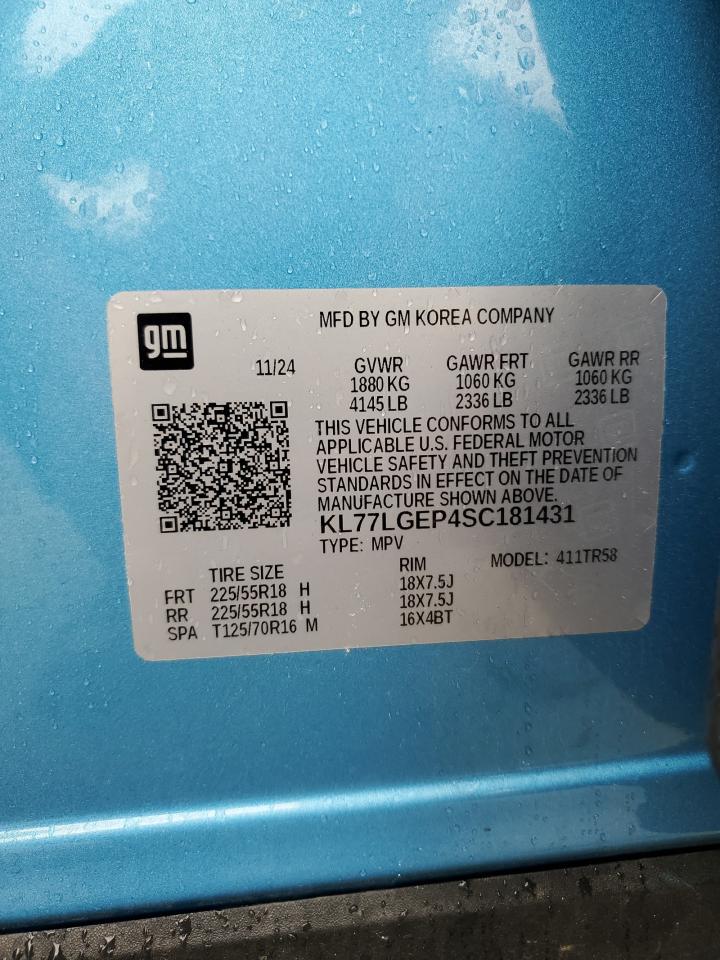 gm
MFD BY GM KOREA COMPANY
11/24
GVWR GAWR FRT GAWR RR
1880 KG 1060 KG 1060 KG
4145 LB 2336 LB 2336 LB
THIS VEHICLE CONFORMS TO ALL
APPLICABLE U.S. FEDERAL MOTOR
VEHICLE SAFETY AND THEFT PREVENTION
STANDARDS IN EFFECT ON THE DATE OF
MANUFACTURE SHOWN ABOVE.
KL77LGEP4SC181431
TYPE: MPV MODEL: 411TR58
TIRE SIZE RIM
FRT 225/55R18 H 18X7.5J
RR 225/55R18 H 18X7.5J
SPA T125/70R16 M 16X4BT